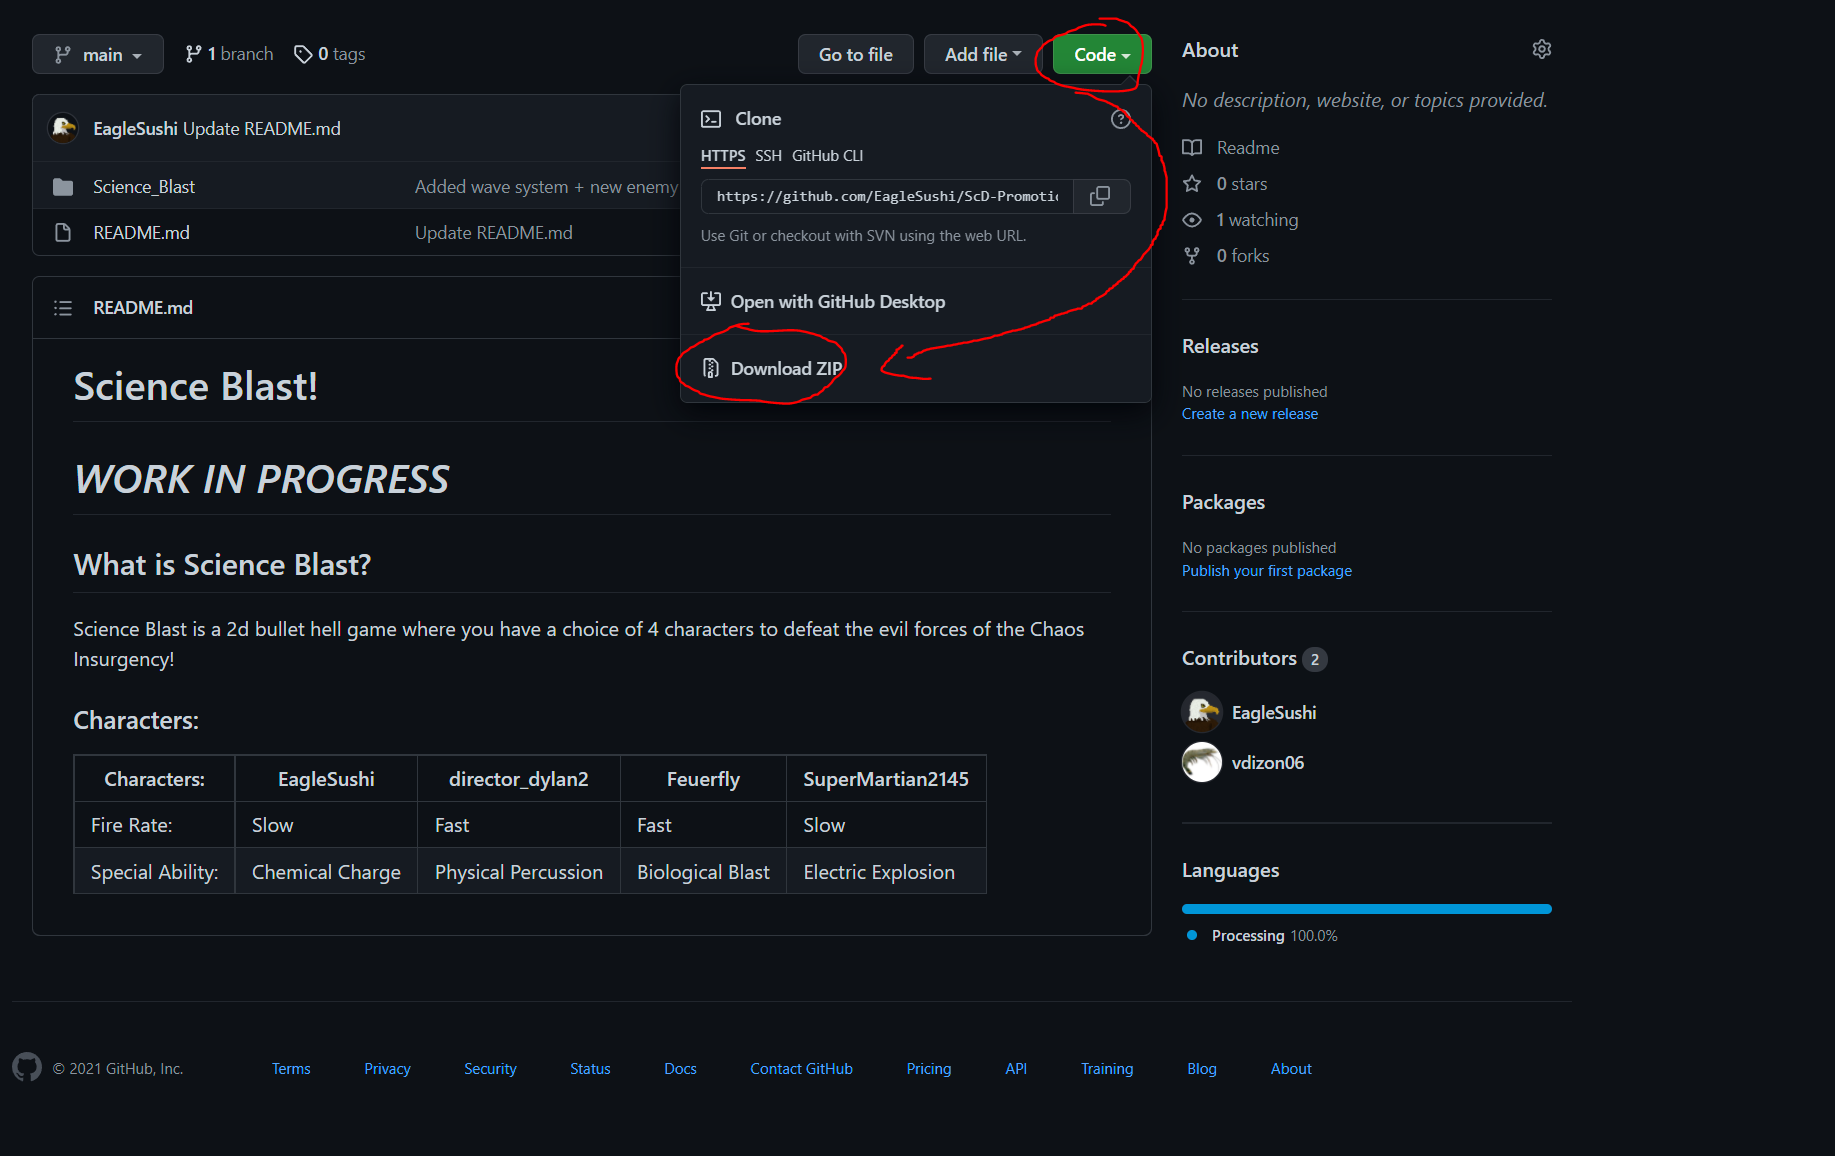 main 1 branch 0 tags Go to file Add file Code
EagleSushi Update README.md
Science_Blast Added wave system + new enemy
README.md Update README.md
Clone
HTTPS SSH GitHub CLI
https://github.com/EagleSushi/ScD-Promotic
Use Git or checkout with SVN using the web URL.
Open with GitHub Desktop
Download ZIP
README.md
Science Blast!
WORK IN PROGRESS
What is Science Blast?
Science Blast is a 2d bullet hell game where you have a choice of 4 characters to defeat the evil forces of the Chaos
Insurgency!
Characters:
Characters: EagleSushi director_dylan2 Feuerfly SuperMartian2145
Fire Rate: Slow Fast Fast Slow
Special Ability: Chemical Charge Physical Percussion Biological Blast Electric Explosion
About
No description, website, or topics provided.
Readme
0 stars
1 watching
0 forks
Releases
No releases published
Create a new release
Packages
No packages published
Publish your first package
Contributors 2
EagleSushi
vdizon06
Languages
Processing 100.0%
© 2021 GitHub, Inc. Terms Privacy Security Status Docs Contact GitHub Pricing API Training Blog About